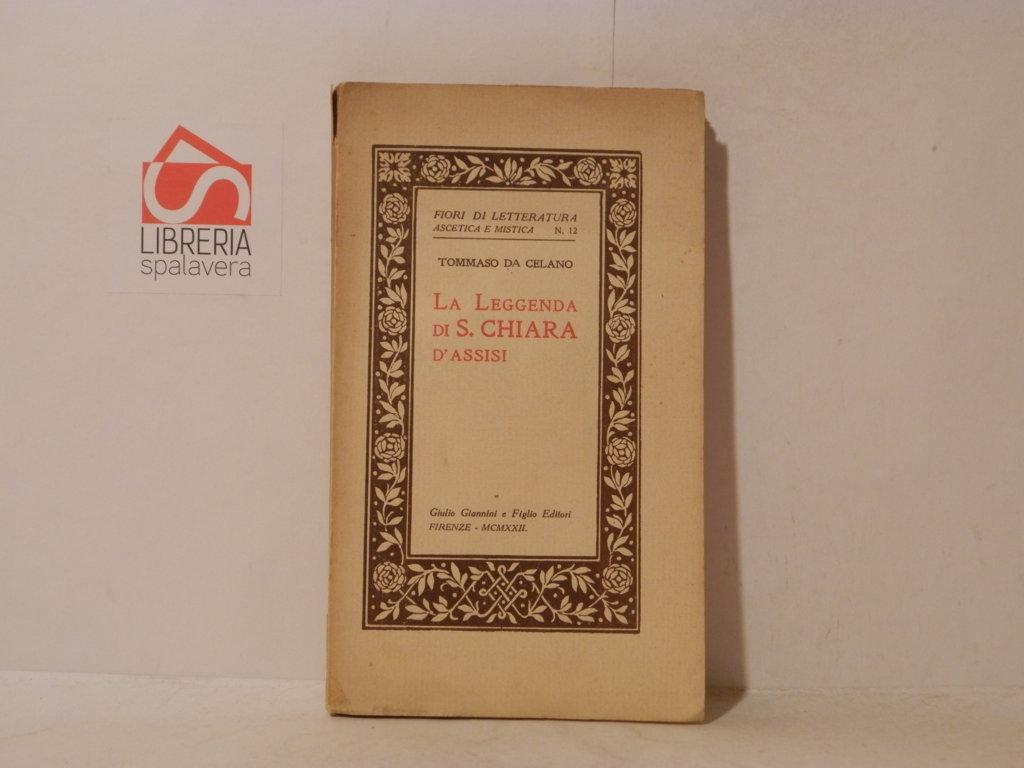 LIBRERIA
spalavera
FIORI DI LETTERATURA
ASCETICA E MISTICA N. 12
TOMMASO DA CELANO
LA LEGGENDA
DI S. CHIARA
D'ASSISI
Giulio Giannini e Figlio Editori
FIRENZE - MCMXXII.